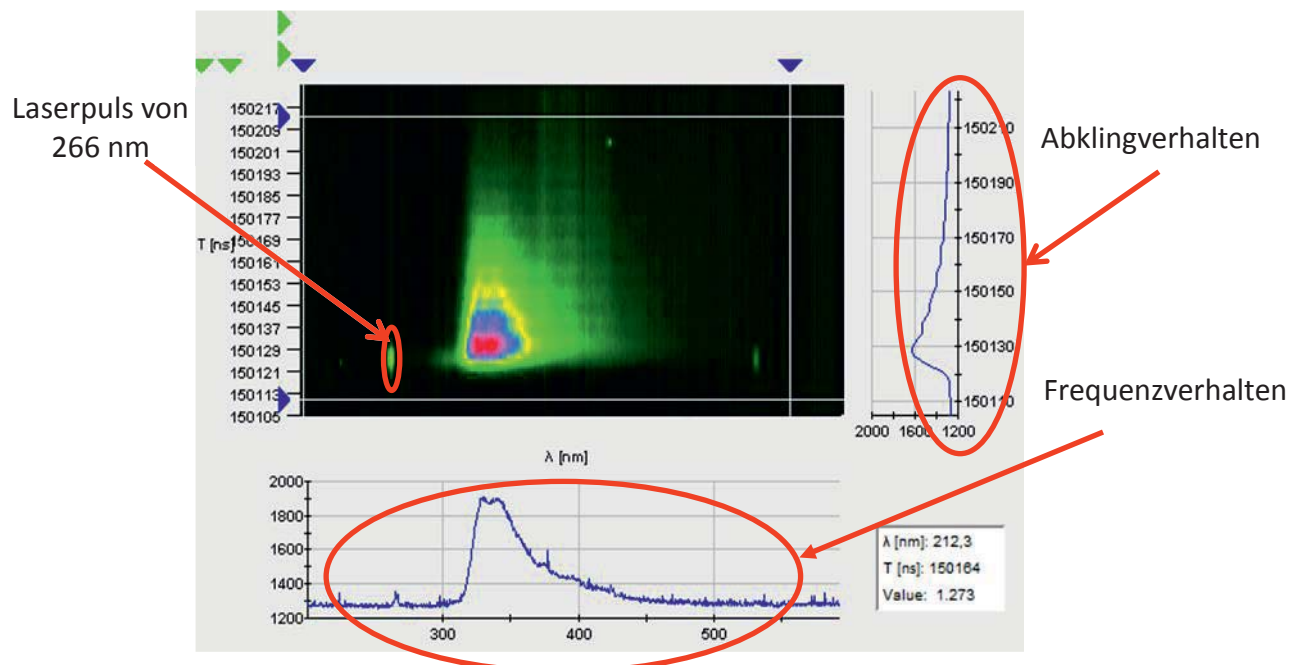 Laserpuls von
266 nm
T [ns]
150217
150209
150201
150193
150185
150177
150169
150161
150153
150145
150137
150129
150121
150113
150105
150210
150190
150170
150150
150130
150110
2000 1600 1200
Abklingverhalten
Frequenzverhalten
λ [nm]
2000
1800
1600
1400
1200
300 400 500
λ [nm]: 212,3
T [ns]: 150164
Value: 1.273